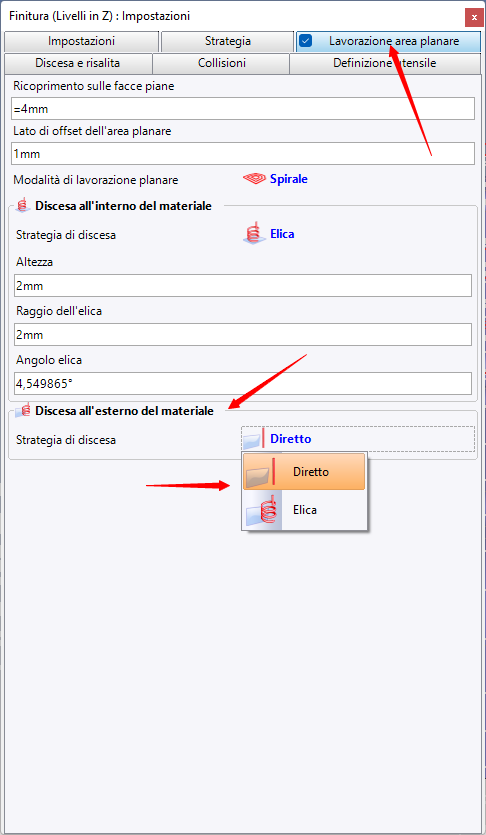 Finitura (Livelli in Z) : Impostazioni
x
Impostazioni
Strategia
Lavorazione area planare
Discesa e risalita
Collisioni
Definizione utensile
Ricoprimento sulle facce piane
=4mm
Lato di offset dell'area planare
1mm
Modalità di lavorazione planare
Spirale
Discesa all'interno del materiale
Strategia di discesa
Elica
Altezza
2mm
Raggio dell'elica
2mm
Angolo elica
4,549865°
Discesa all'esterno del materiale
Strategia di discesa
Diretto
Diretto
Elica